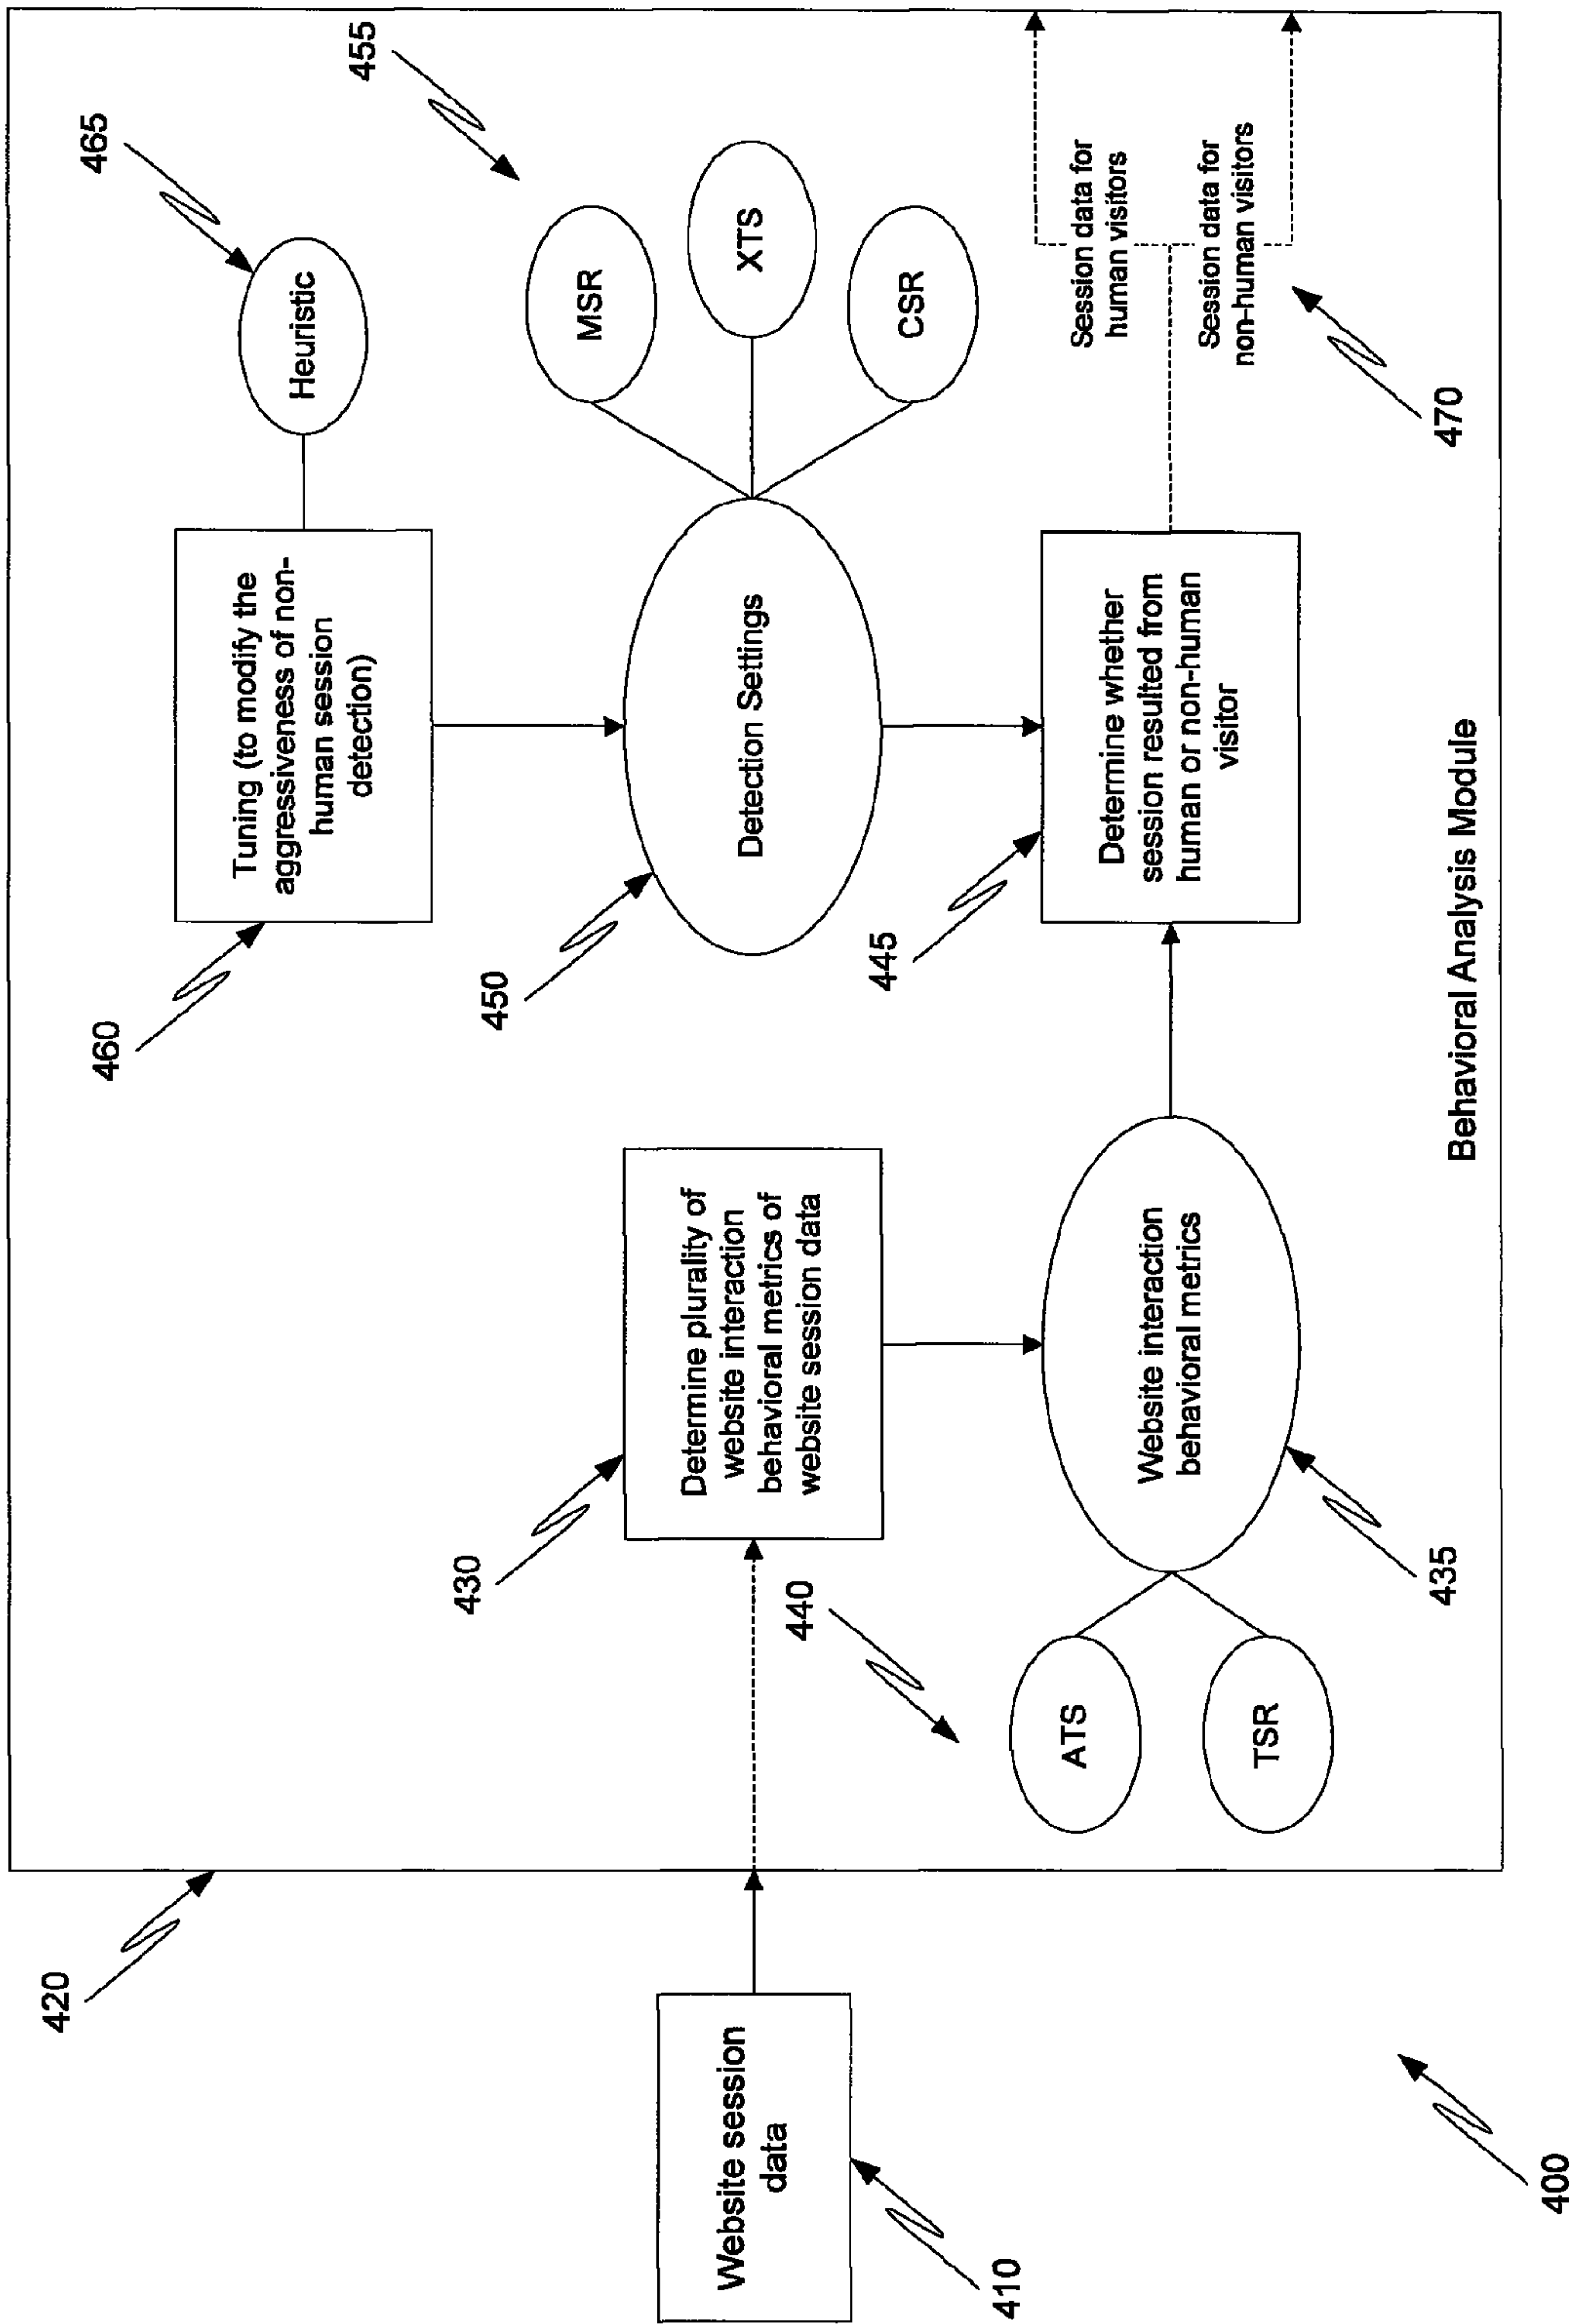 420
460
Tuning (to modify the
aggressiveness of non-
human session
detection)
465
Heuristic
455
MSR
XTS
CSR
450
Detection Settings
430
Determine plurality of
website interaction
behavioral metrics of
website session data
Website session
data
410
440
ATS
TSR
Website interaction
behavioral metrics
435
445
Determine whether
session resulted from
human or non-human
visitor
Session data for
human visitors
Session data for
non-human visitors
470
Behavioral Analysis Module
400